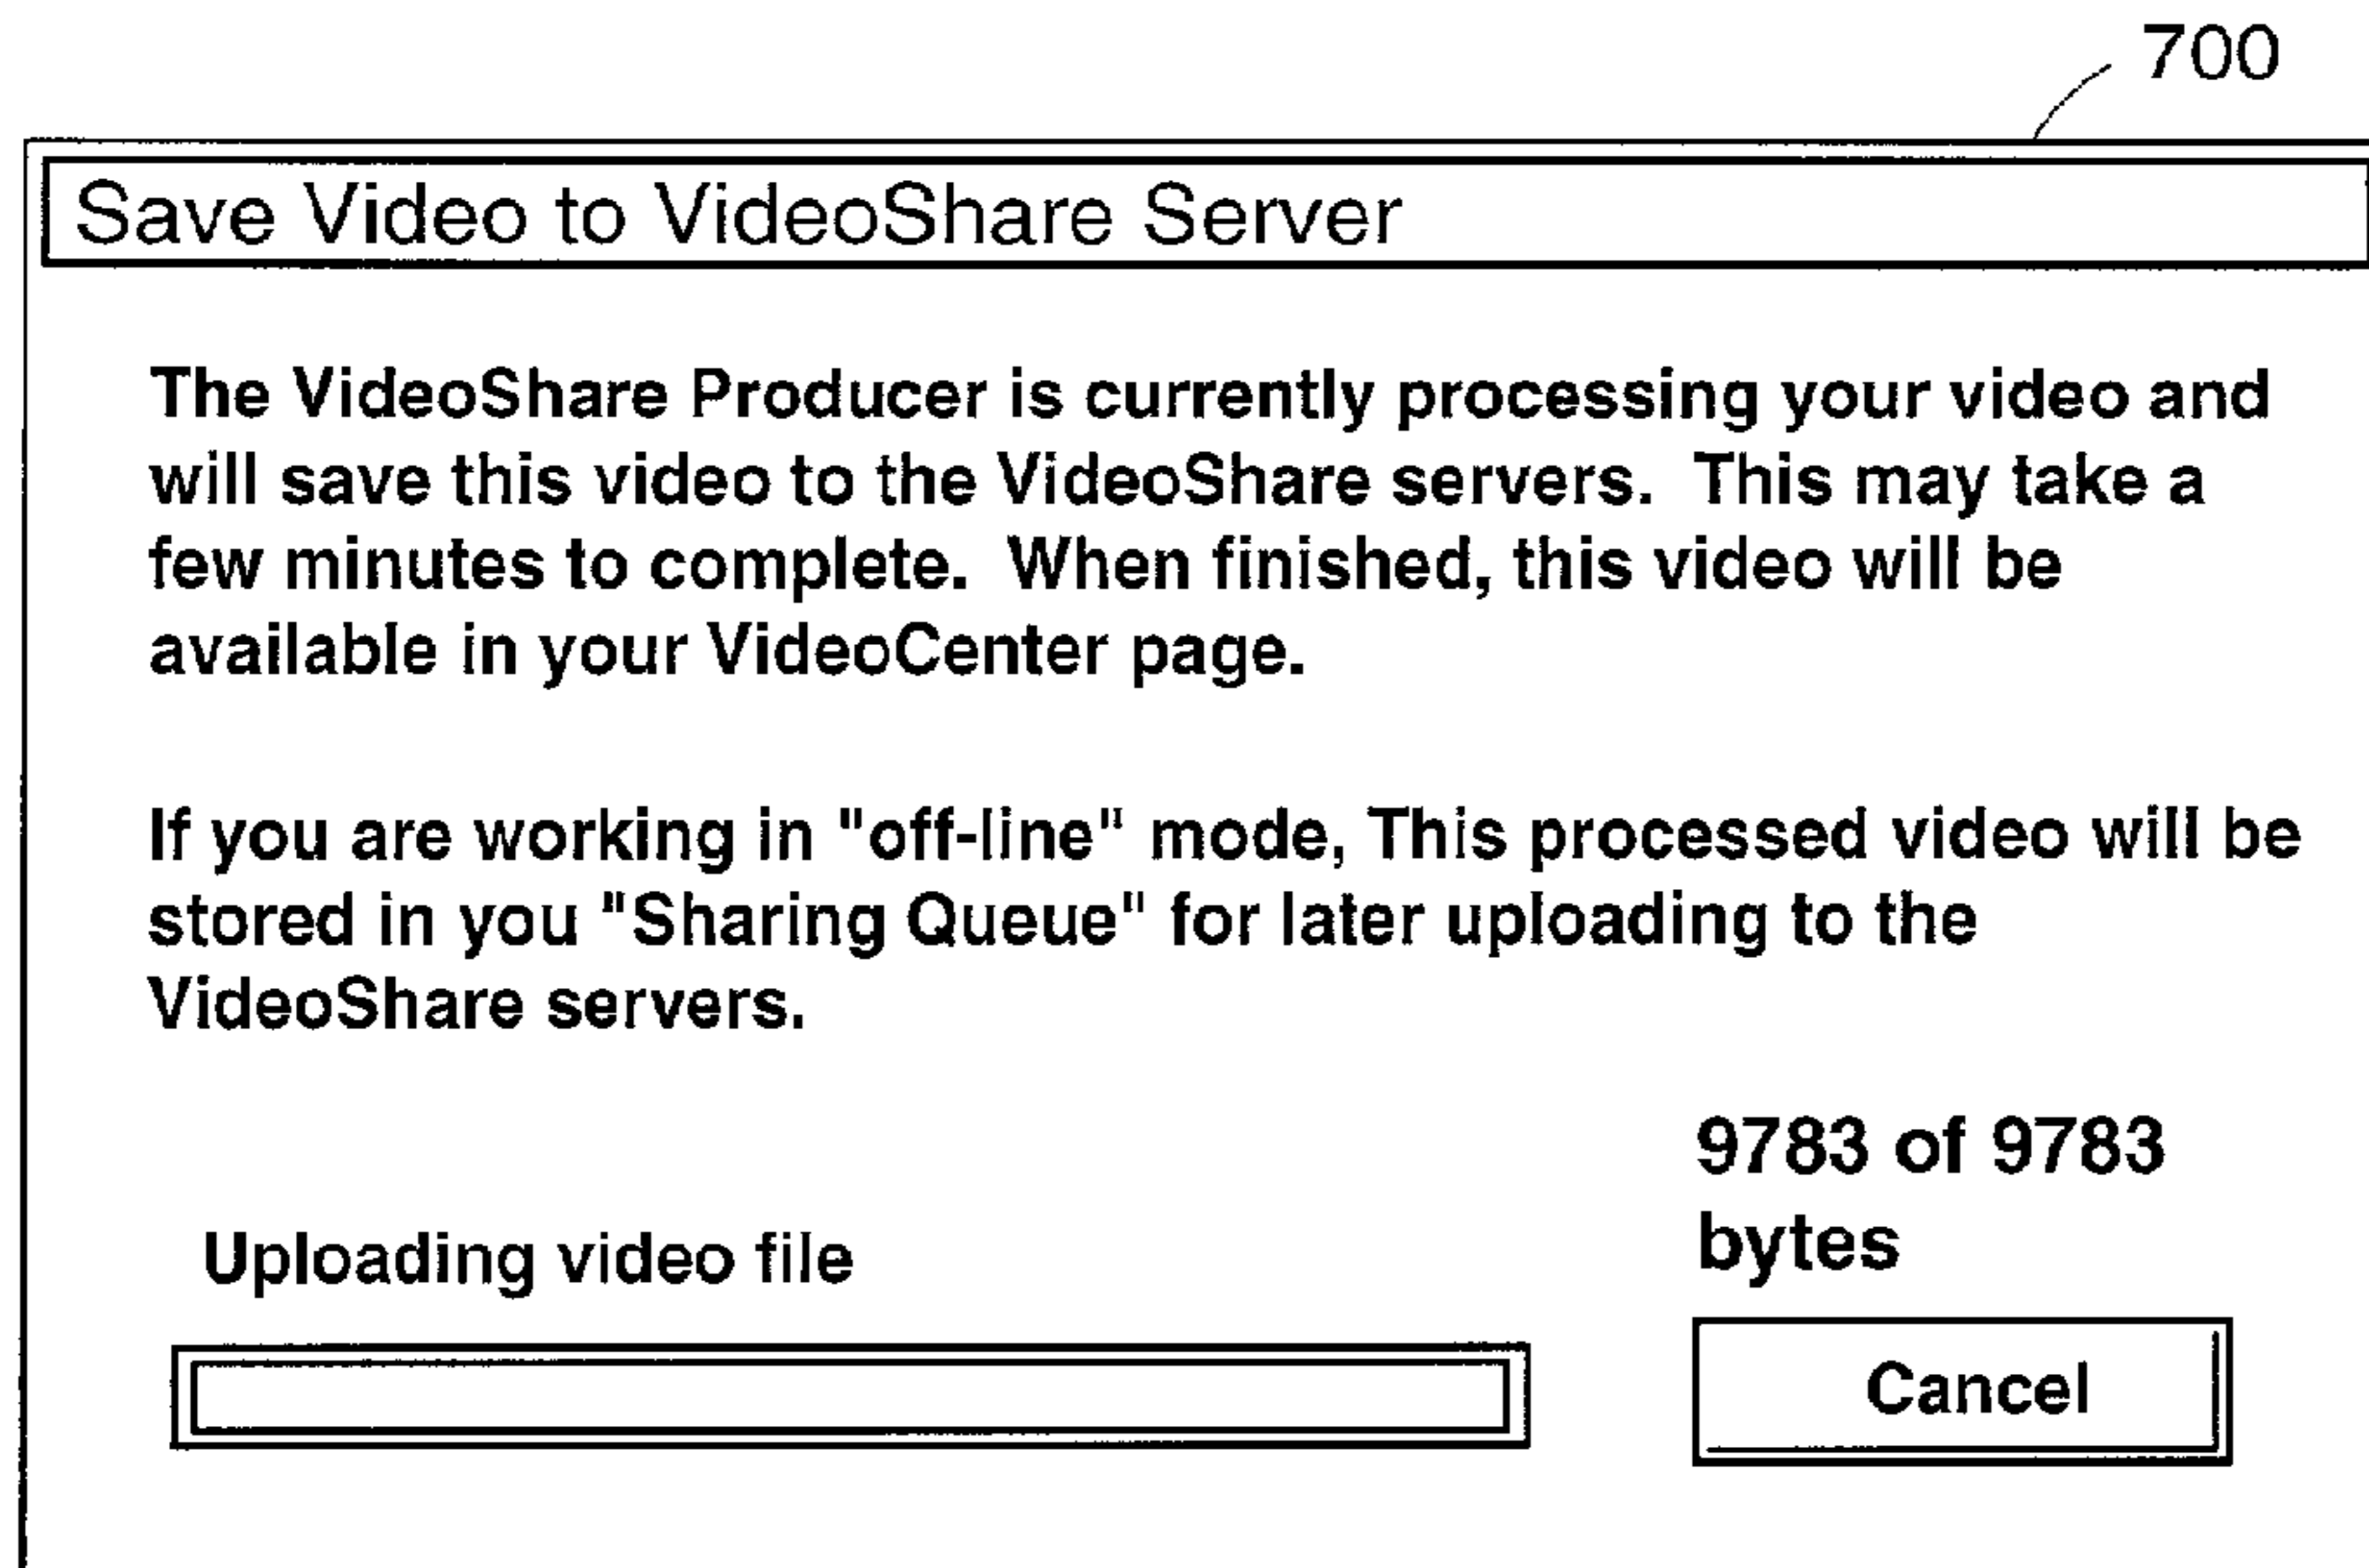 700
Save Video to VideoShare Server
The VideoShare Producer is currently processing your video and
will save this video to the VideoShare servers.  This may take a
few minutes to complete.  When finished, this video will be
available in your VideoCenter page.
If you are working in "off-line" mode, This processed video will be
stored in you "Sharing Queue" for later uploading to the
VideoShare servers.
9783 of 9783
bytes
Uploading video file
Cancel